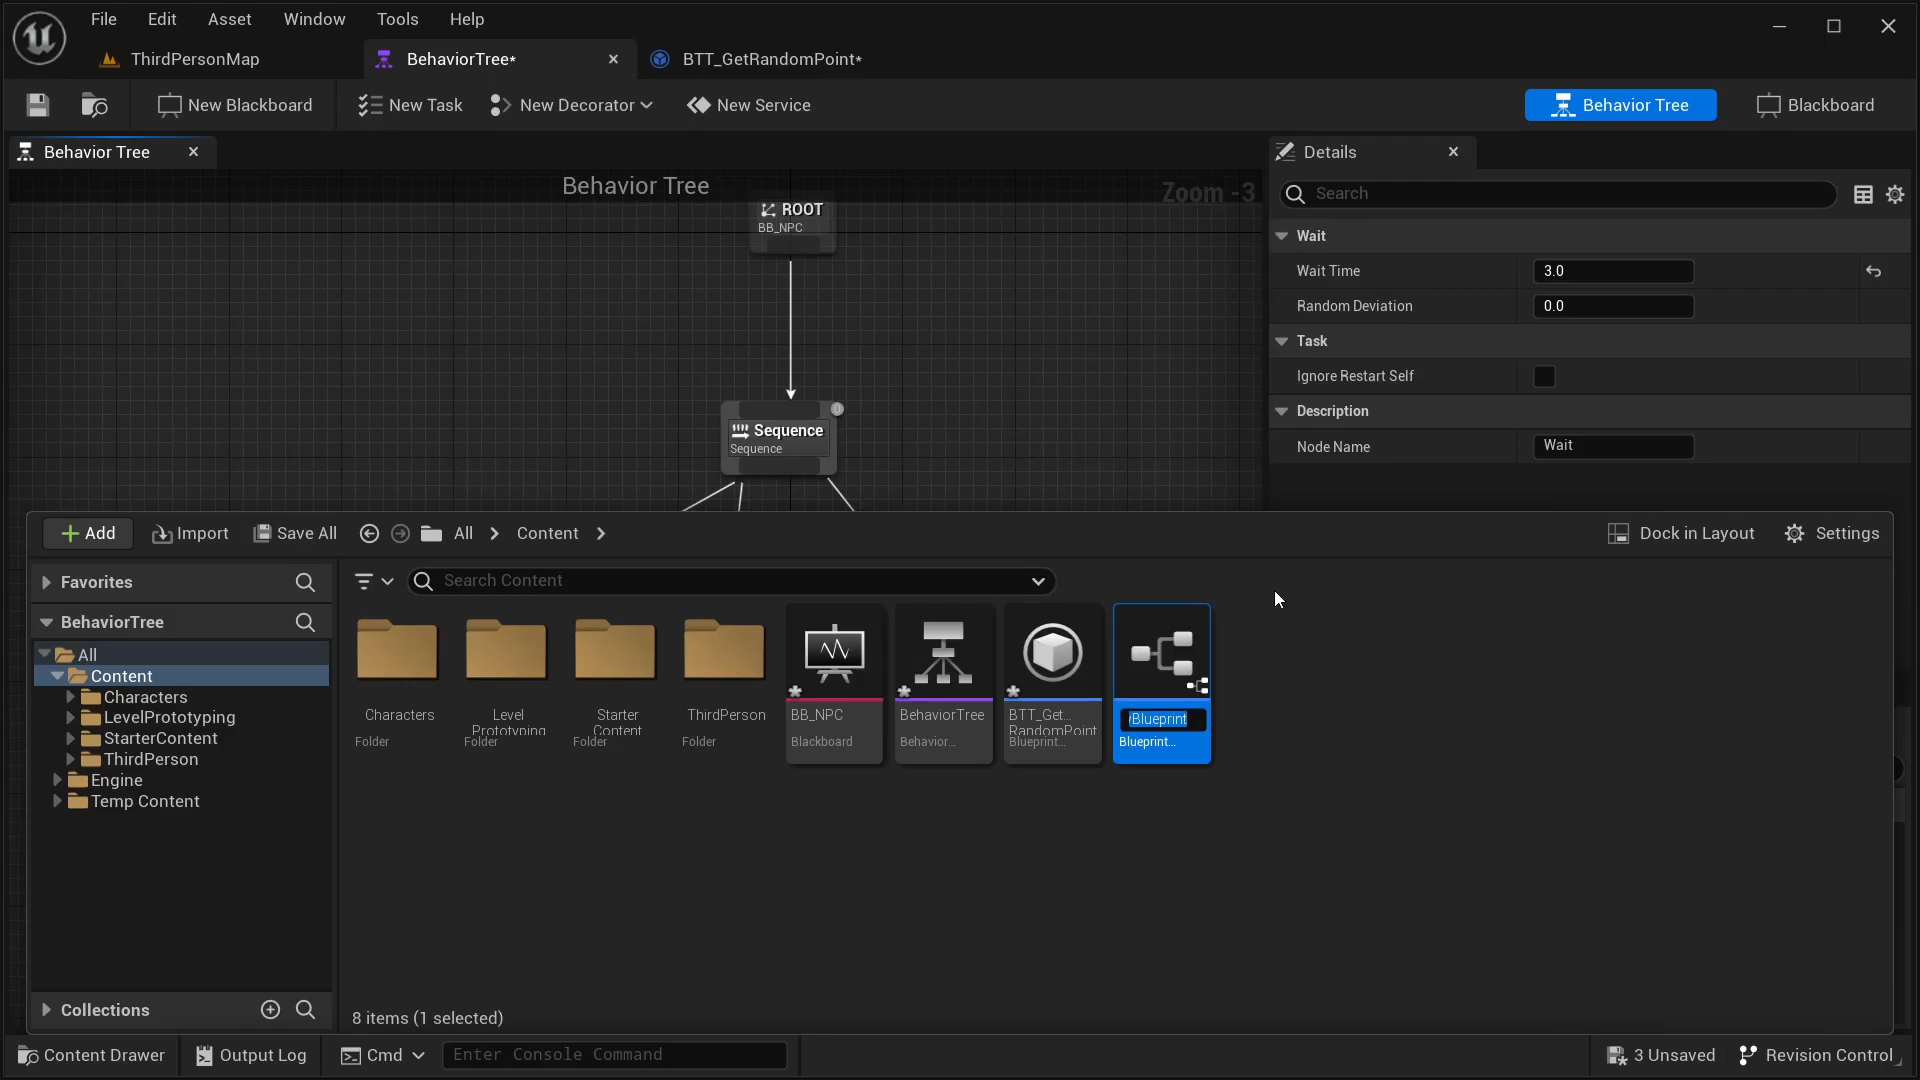 File Edit Asset Window Tools Help
ThirdPersonMap
BehaviorTree*
BTT_GetRandomPoint*
New Blackboard
New Task
New Decorator
New Service
Behavior Tree
Blackboard
Behavior Tree
Behavior Tree
Zoom -3
ROOT
BB_NPC
Sequence
Sequence
Details
Search
Wait
Wait Time
3.0
Random Deviation
0.0
Task
Ignore Restart Self
Description
Node Name
Wait
Add
Import
Save All
All
Content
Dock in Layout
Settings
Favorites
BehaviorTree
All
Content
Characters
LevelPrototyping
StarterContent
ThirdPerson
Engine
Temp Content
Collections
Search Content
Characters
Folder
Level
Prototyping
Folder
Starter
Content
Folder
ThirdPerson
Folder
BB_NPC
Blackboard
BehaviorTree
Behavior...
BTT_Get...
RandomPoint
Blueprint...
Blueprint
Blueprint...
8 items (1 selected)
Content Drawer
Output Log
Cmd
Enter Console Command
3 Unsaved
Revision Control